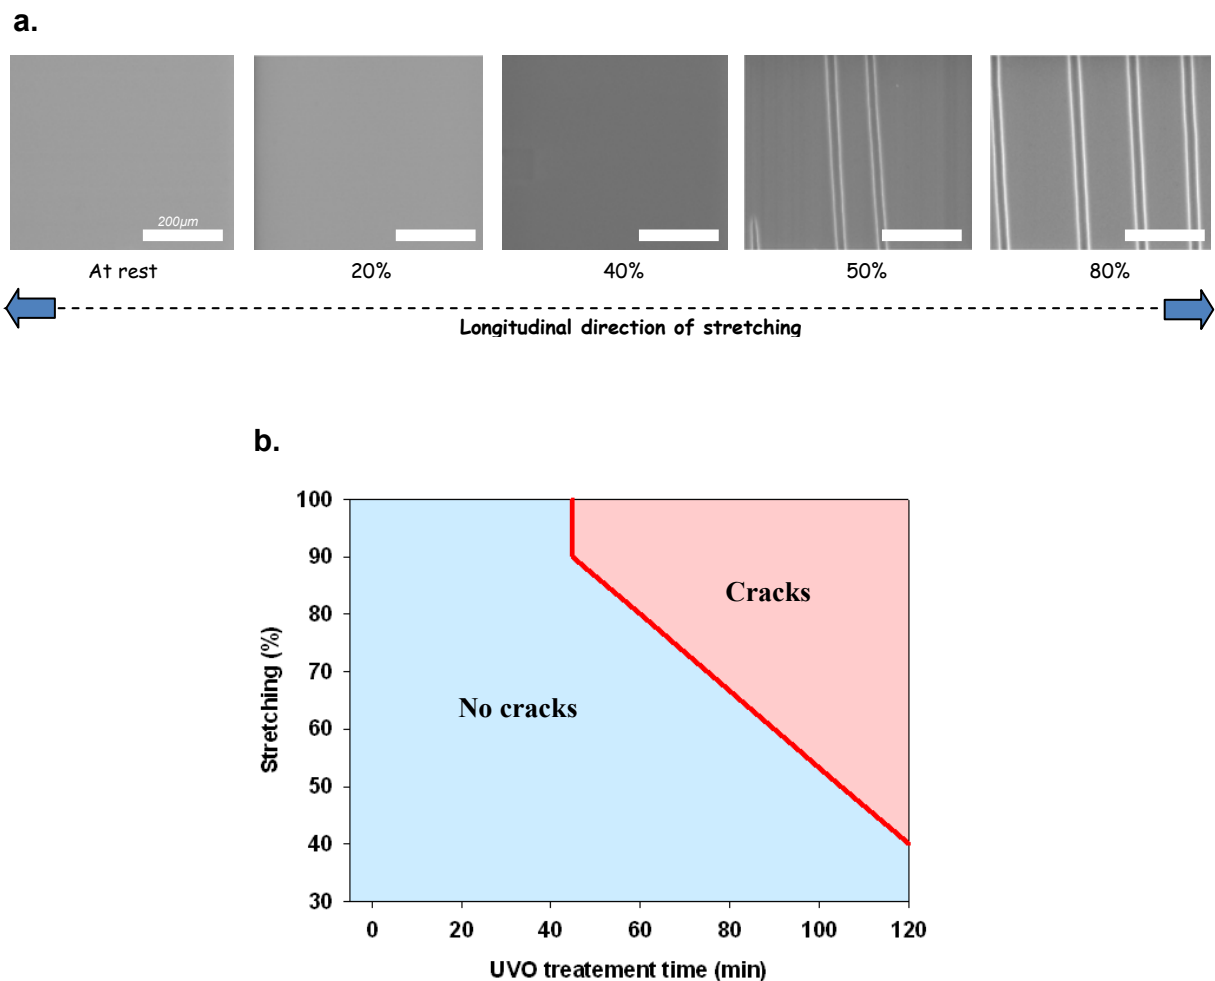 a.
200µm
At rest 20% 40% 50% 80%
Longitudinal direction of stretching
b.
100
90
80
70
60
50
40
30
Stretching (%)
Cracks
No cracks
0 20 40 60 80 100 120
UVO treatement time (min)